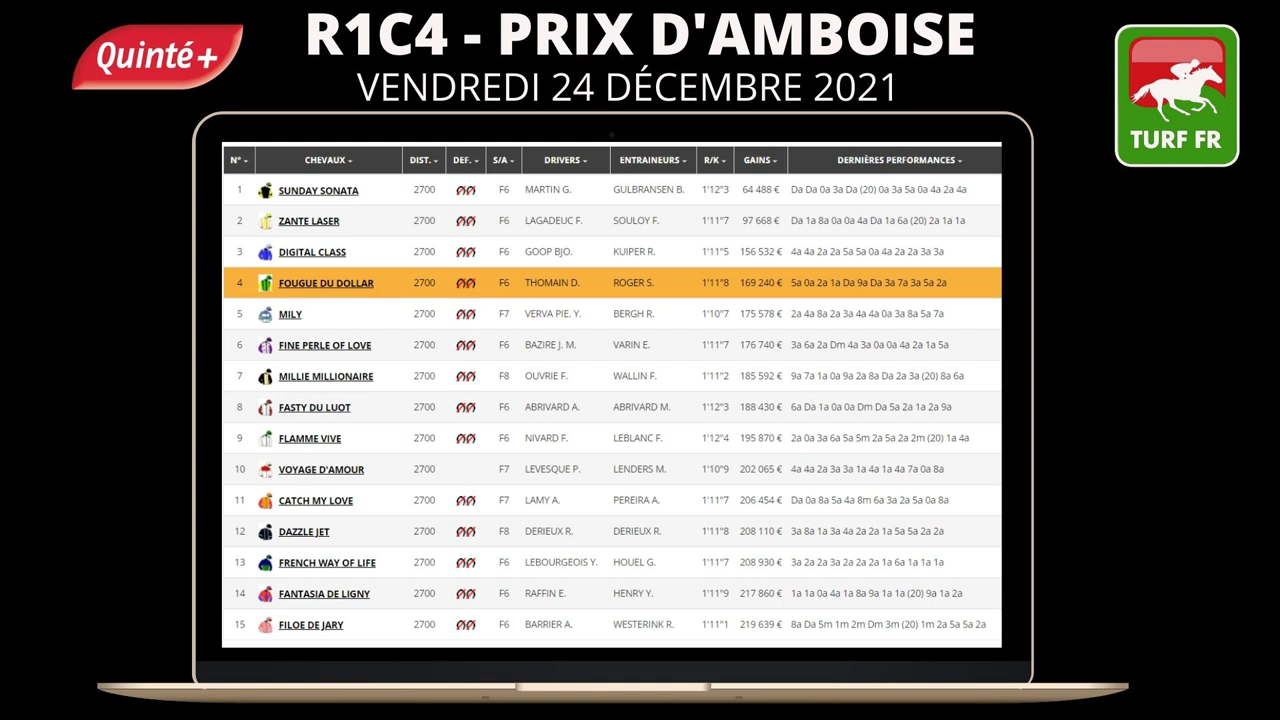 Quinté+
R1C4 - PRIX D'AMBOISE
VENDREDI 24 DÉCEMBRE 2021
TURF FR
N° CHEVAUX DIST. DEF. S/A DRIVERS ENTRAINEURS R/K GAINS DERNIÈRES PERFORMANCES
1 SUNDAY SONATA 2700 F6 MARTIN G. GULBRANSEN B. 1'12"3 64 488 € Da Da 0a 3a Da (20) 0a 3a 5a 0a 4a 2a 4a
2 ZANTE LASER 2700 F6 LAGADEUC F. SOULOY F. 1'11"7 97 668 € Da 1a 8a 0a 0a 4a Da 1a 6a (20) 2a 1a 1a
3 DIGITAL CLASS 2700 F6 GOOP BJO. KUIPER R. 1'11"5 156 532 € 4a 4a 2a 2a 5a 5a 0a 4a 2a 2a 3a 3a
4 FOUGUE DU DOLLAR 2700 F6 THOMAIN D. ROGER S. 1'11"8 169 240 € 5a 0a 2a 1a Da 9a Da 3a 7a 3a 5a 2a
5 MILY 2700 F7 VERVA PIE. Y. BERGH R. 1'10"7 175 578 € 2a 4a 8a 2a 3a 4a 4a 0a 3a 8a 5a 7a
6 FINE PERLE OF LOVE 2700 F6 BAZIRE J. M. VARIN E. 1'11"7 176 740 € 3a 6a 2a Dm 4a 3a 0a 0a 4a 2a 1a 5a
7 MILLIE MILLIONAIRE 2700 F8 OUVRIE F. WALLIN F. 1'11"2 185 592 € 9a 7a 1a 0a 9a 2a 8a Da 2a 3a (20) 8a 6a
8 FASTY DU LUOT 2700 F6 ABRIVARD A. ABRIVARD M. 1'12"3 188 430 € 6a Da 1a 0a 0a Dm Da 5a 2a 1a 2a 9a
9 FLAMME VIVE 2700 F6 NIVARD F. LEBLANC F. 1'12"4 195 870 € 2a 0a 3a 6a 5a 5m 2a 5a 2a 2m (20) 1a 4a
10 VOYAGE D'AMOUR 2700 F7 LEVESQUE P. LENDERS M. 1'10"9 202 065 € 4a 4a 2a 3a 3a 1a 4a 1a 4a 7a 0a 8a
11 CATCH MY LOVE 2700 F7 LAMY A. PEREIRA A. 1'11"7 206 454 € Da 0a 8a 5a 4a 8m 6a 3a 2a 5a 0a 8a
12 DAZZLE JET 2700 F8 DERIEUX R. DERIEUX R. 1'11"8 208 110 € 3a 8a 1a 3a 4a 2a 2a 1a 5a 5a 2a 2a
13 FRENCH WAY OF LIFE 2700 F6 LEBOURGEOIS Y. HOUEL G. 1'11"7 208 930 € 3a 2a 2a 3a 2a 2a 2a 1a 6a 1a 1a 1a
14 FANTASIA DE LIGNY 2700 F6 RAFFIN E. HENRY Y. 1'11"9 217 860 € 1a 1a 0a 4a 1a 8a 9a 1a 1a (20) 9a 1a 2a
15 FILOE DE JARY 2700 F6 BARRIER A. WESTERINK R. 1'11"1 219 639 € 8a Da 5m 1m 2m Dm 3m (20) 1m 2a 5a 5a 2a